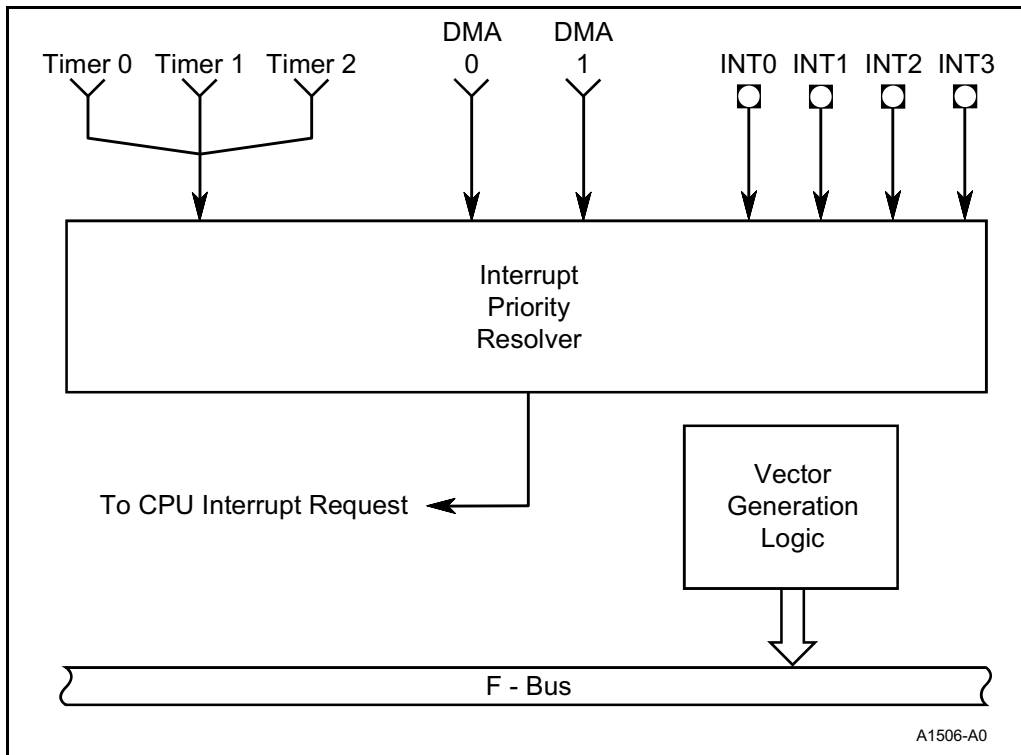 Timer 0 Timer 1 Timer 2
DMA
0
DMA
1
INT0 INT1 INT2 INT3
Interrupt
Priority
Resolver
To CPU Interrupt Request
Vector
Generation
Logic
F - Bus
A1506-A0